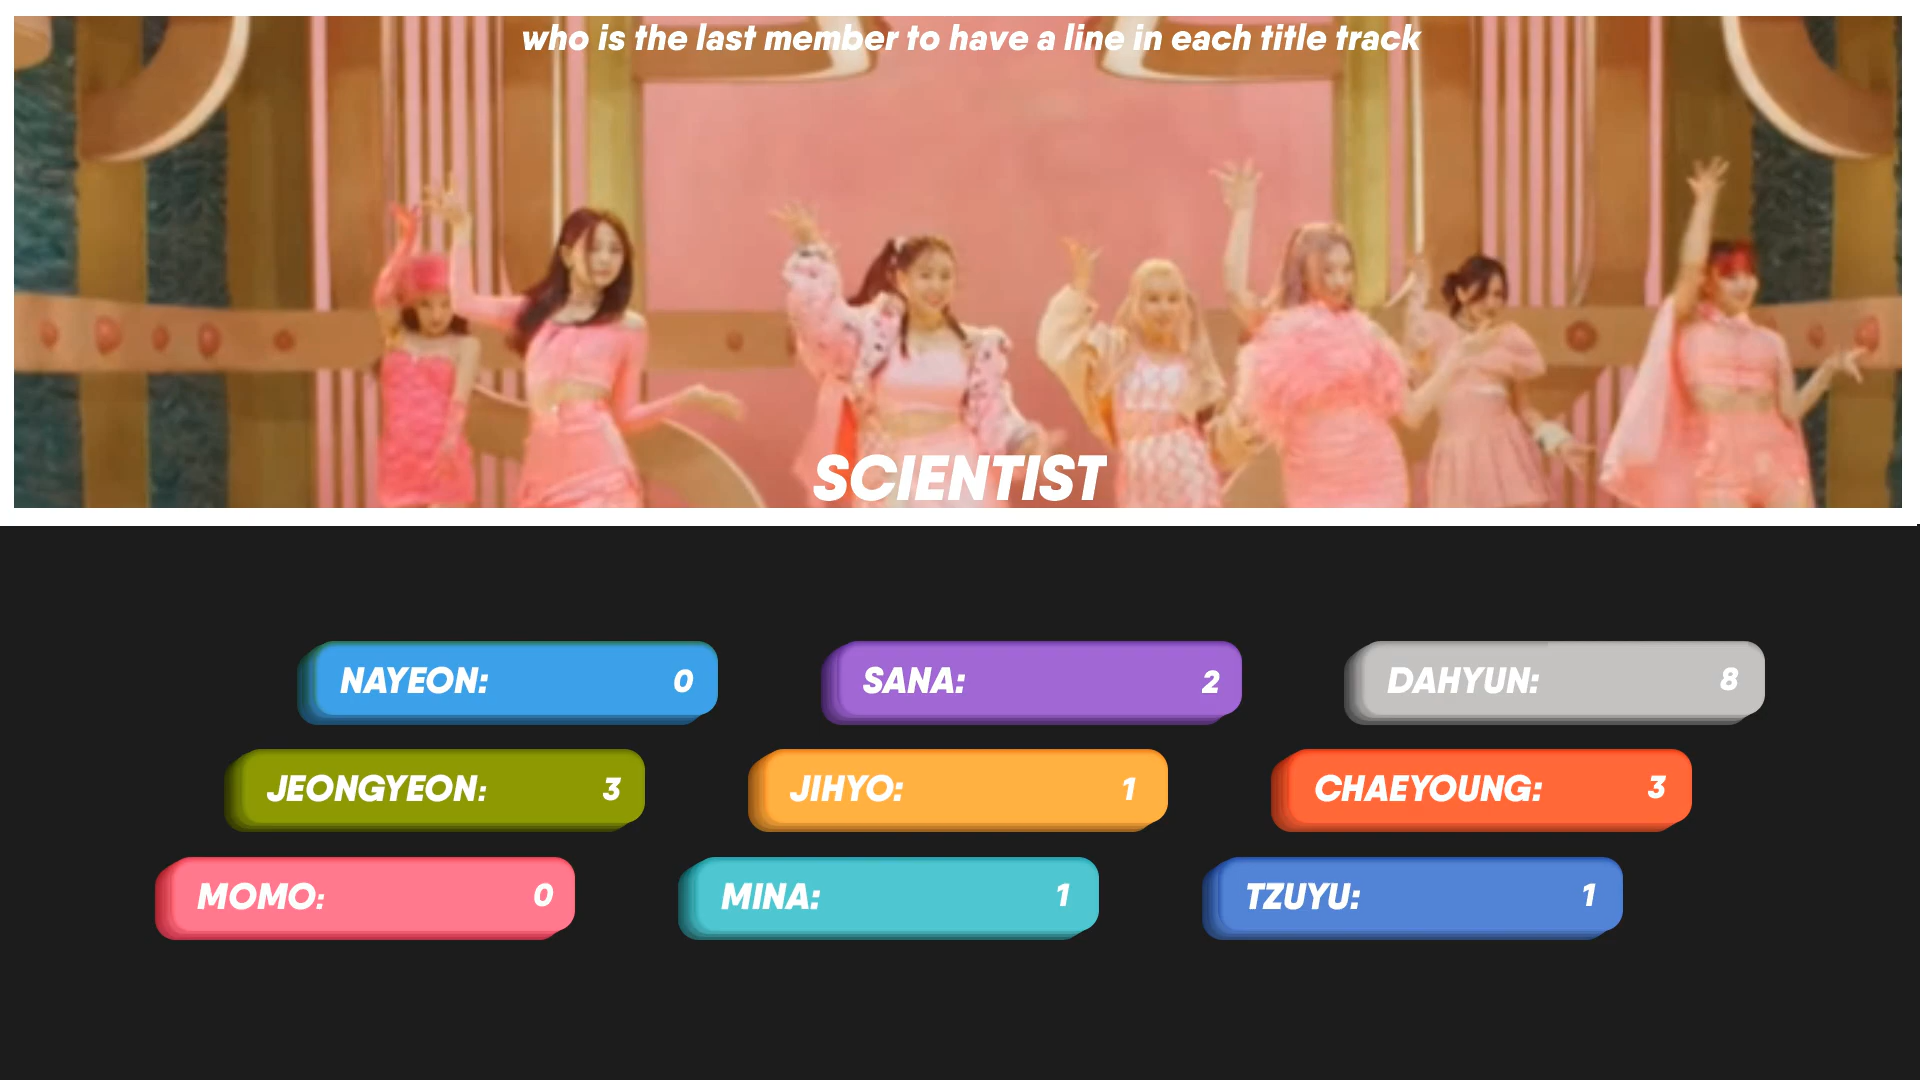 who is the last member to have a line in each title track
SCIENTIST
NAYEON: 0
SANA: 2
DAHYUN: 8
JEONGYEON: 3
JIHYO: 1
CHAEYOUNG: 3
MOMO: 0
MINA: 1
TZUYU: 1